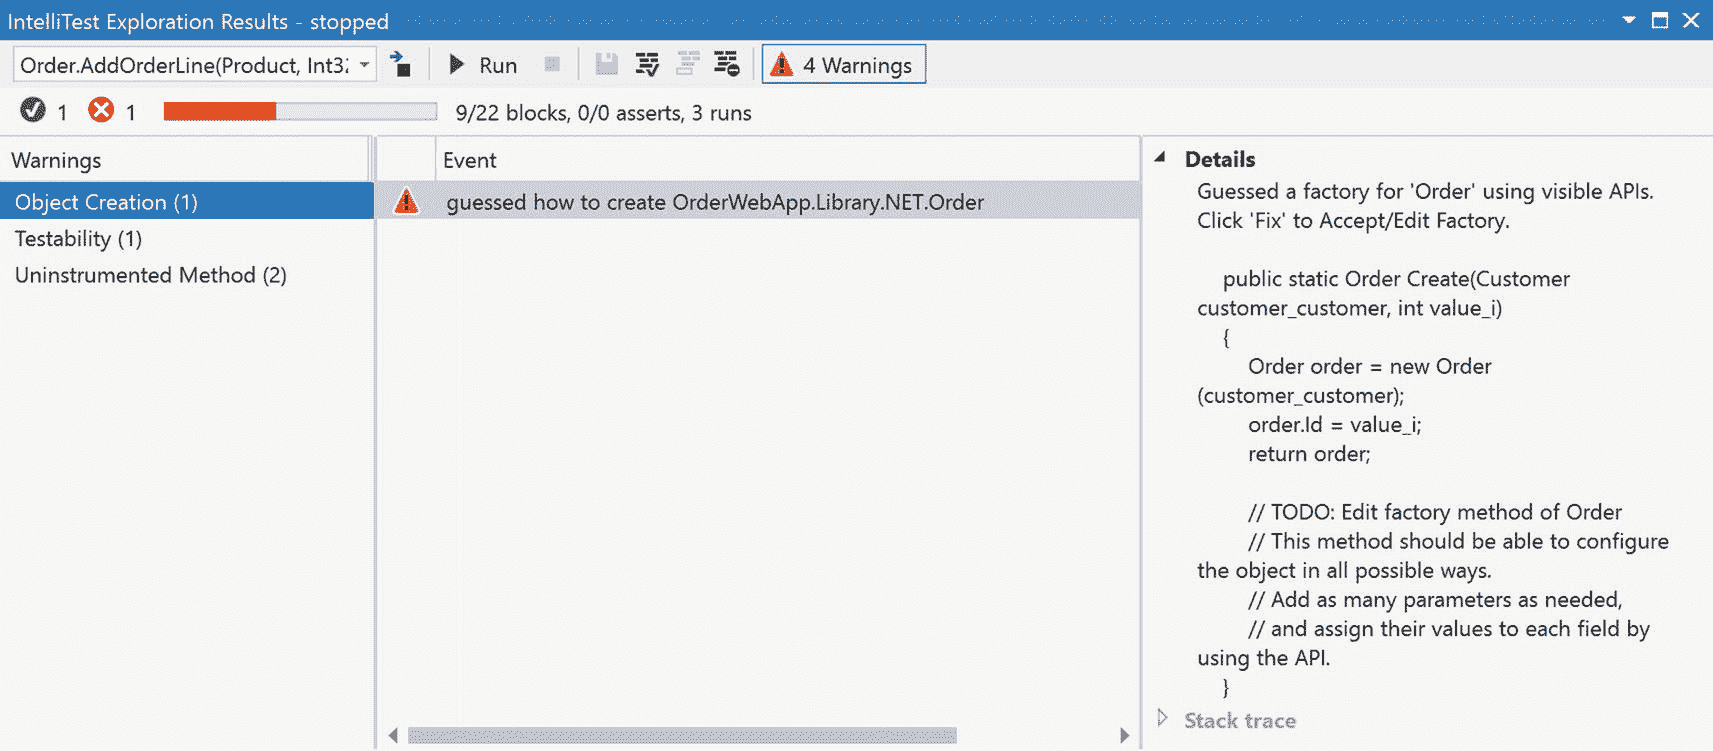 IntelliTest Exploration Results - stopped
Order.AddOrderLine(Product, Int3
Run
4 Warnings
1
1
9/22 blocks, 0/0 asserts, 3 runs
Warnings
Object Creation (1)
Testability (1)
Uninstrumented Method (2)
Event
guessed how to create OrderWebApp.Library.NET.Order
Details
Guessed a factory for 'Order' using visible APIs.
Click 'Fix' to Accept/Edit Factory.
public static Order Create(Customer
customer_customer, int value_i)
{
Order order = new Order
(customer_customer);
order.Id = value_i;
return order;
// TODO: Edit factory method of Order
// This method should be able to configure
the object in all possible ways.
// Add as many parameters as needed,
// and assign their values to each field by
using the API.
}
Stack trace